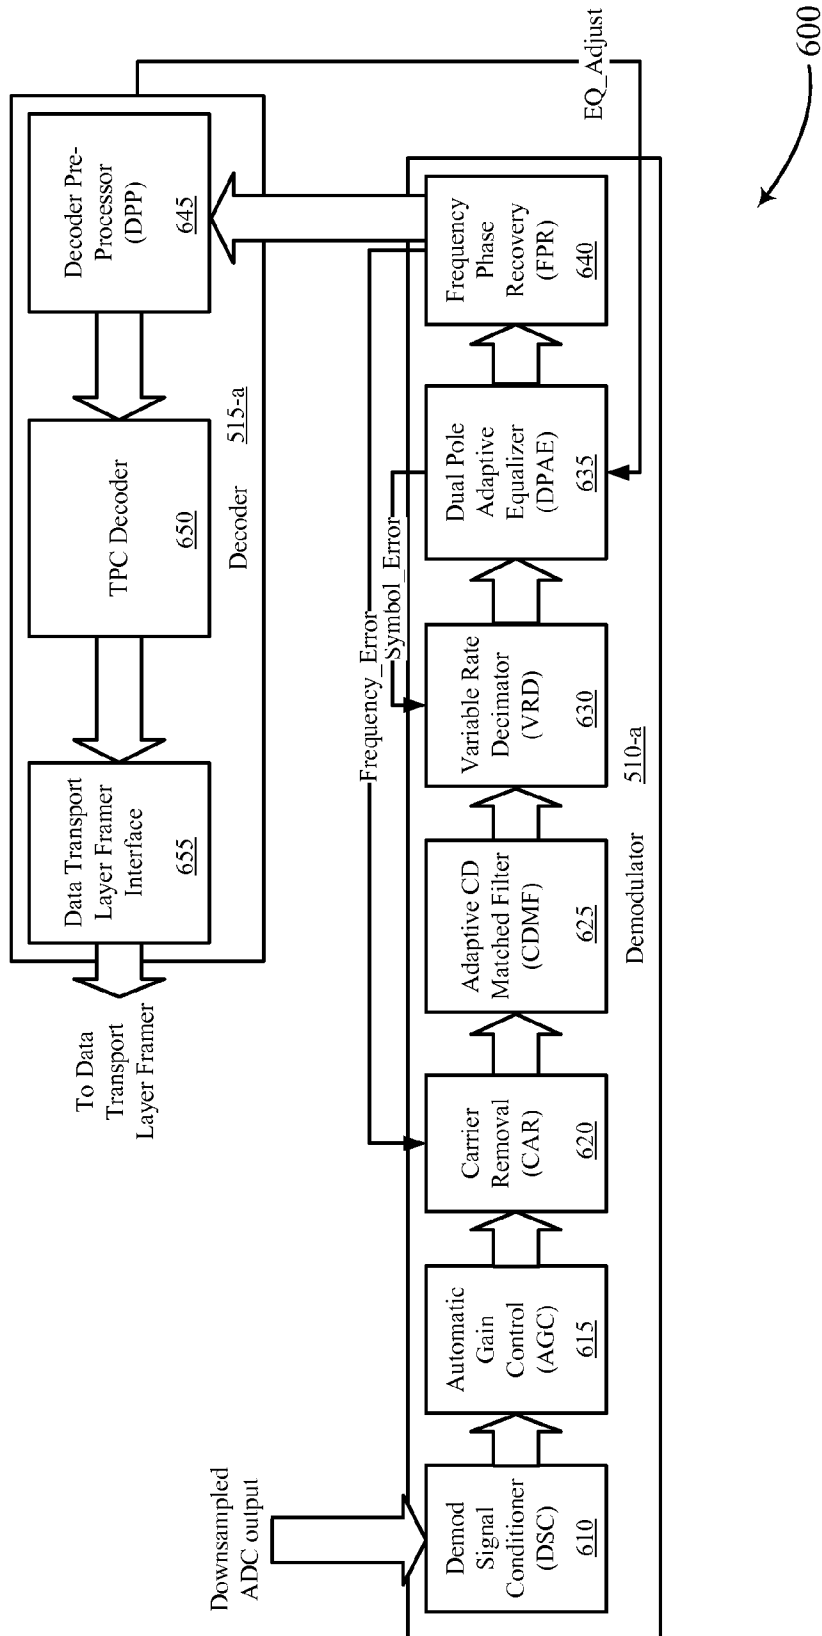 To Data
Transport
Layer Framer
Data Transport
Layer Framer
Interface
655
TPC Decoder
650
Decoder Pre-
Processor
(DPP)
645
Decoder
515-a
EQ_Adjust
Frequency_Error
Symbol_Error
Downsampled
ADC output
Demod
Signal
Conditioner
(DSC)
610
Automatic
Gain
Control
(AGC)
615
Carrier
Removal
(CAR)
620
Adaptive CD
Matched Filter
(CDMF)
625
Variable Rate
Decimator
(VRD)
630
Dual Pole
Adaptive
Equalizer
(DPAE)
635
Frequency
Phase
Recovery
(FPR)
640
Demodulator
510-a
600